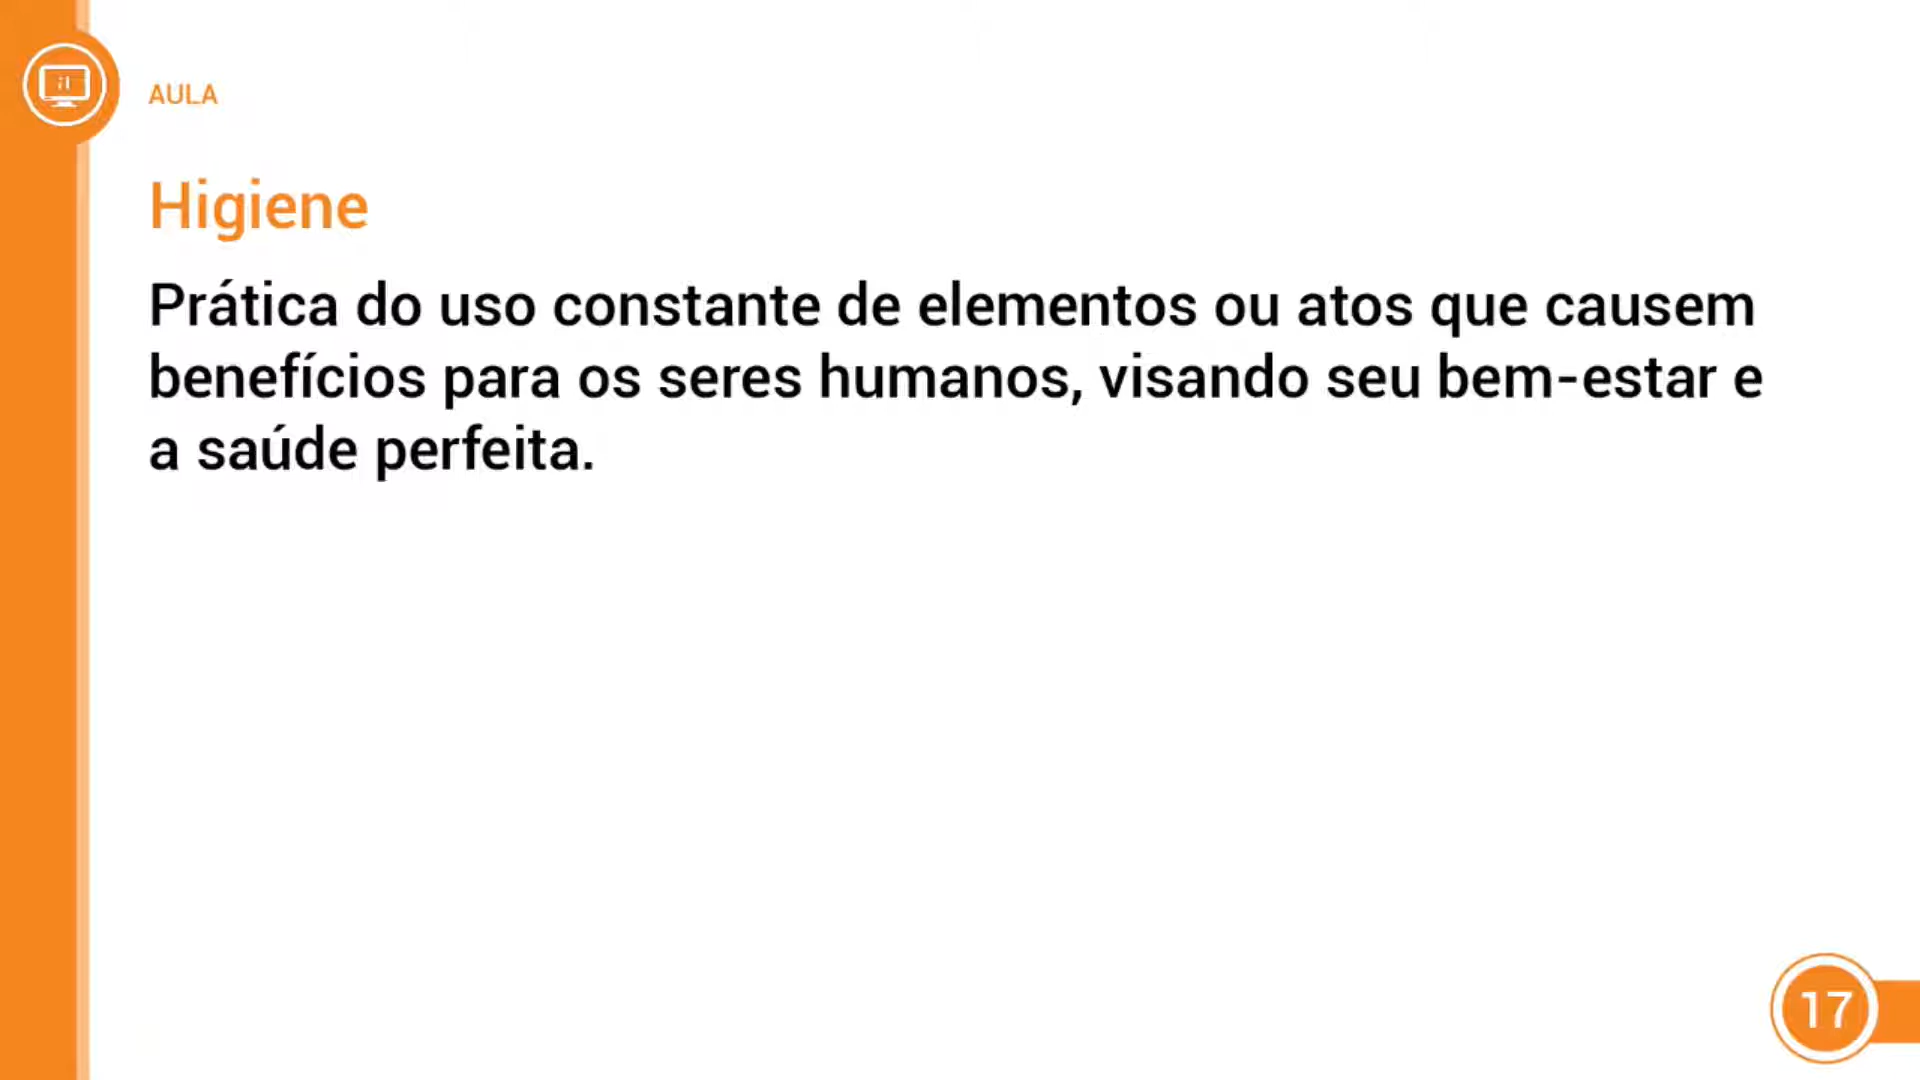 AULA
Higiene
Prática do uso constante de elementos ou atos que causem
benefícios para os seres humanos, visando seu bem-estar e
a saúde perfeita.
17